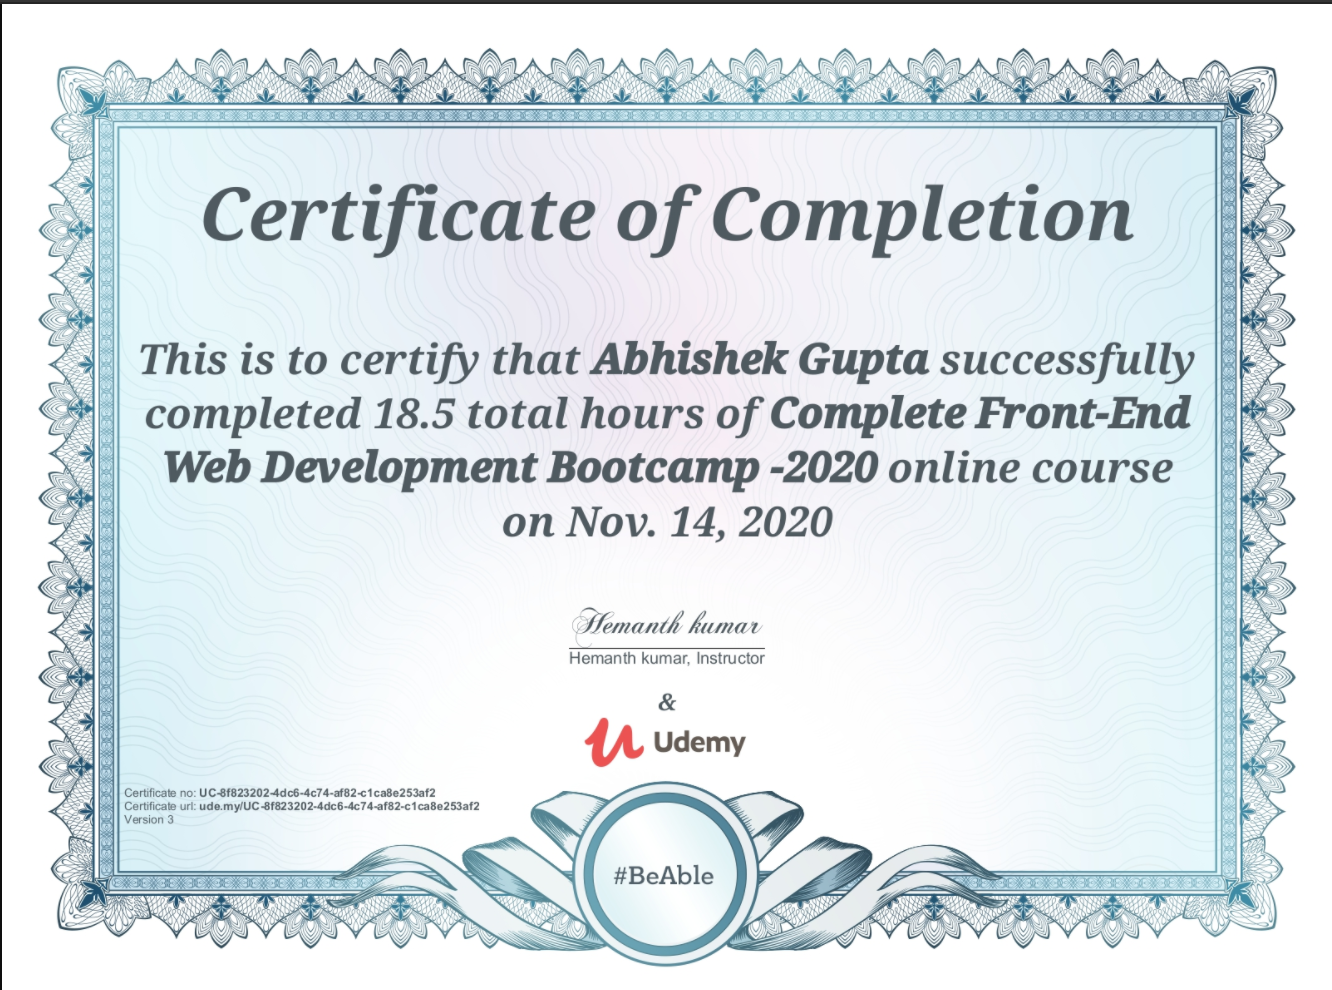 Certificate of Completion
This is to certify that Abhishek Gupta successfully
completed 18.5 total hours of Complete Front-End
Web Development Bootcamp -2020 online course
on Nov. 14, 2020
Hemanth kumar
Hemanth kumar, Instructor
&
Udemy
Certificate no: UC-8f823202-4dc6-4c74-af82-c1ca8e253af2
Certificate url: ude.my/UC-8f823202-4dc6-4c74-af82-c1ca8e253af2
Version 3
#BeAble